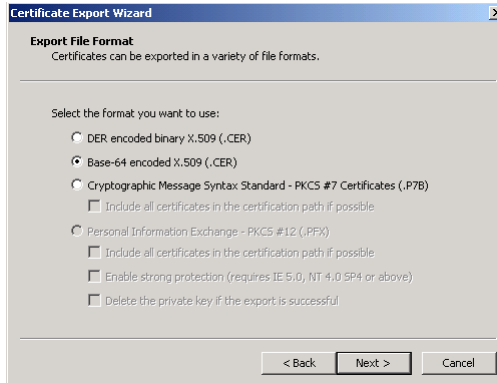 Certificate Export Wizard
Export File Format
Certificates can be exported in a variety of file formats.
Select the format you want to use:
DER encoded binary X.509 (.CER)
Base-64 encoded X.509 (.CER)
Cryptographic Message Syntax Standard - PKCS #7 Certificates (.P7B)
Include all certificates in the certification path if possible
Personal Information Exchange - PKCS #12 (.PFX)
Include all certificates in the certification path if possible
Enable strong protection (requires IE 5.0, NT 4.0 SP4 or above)
Delete the private key if the export is successful
< Back Next > Cancel